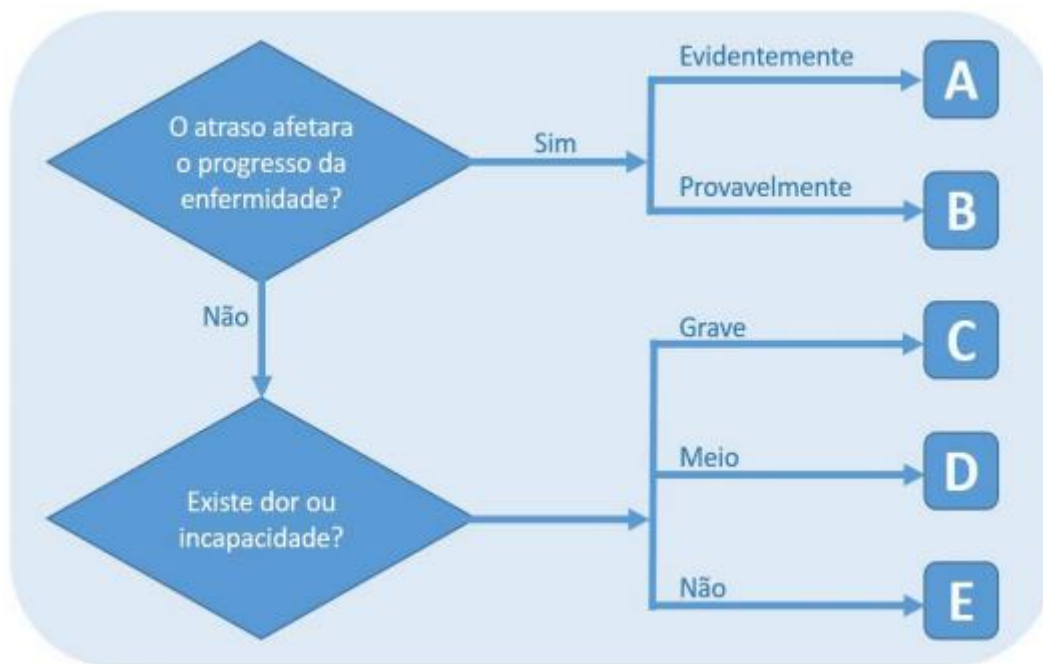 O atraso afetara
o progresso da
enfermidade?
Sim
Evidentemente
A
Provavelmente
B
Não
Existe dor ou
incapacidade?
Grave
C
Meio
D
Não
E